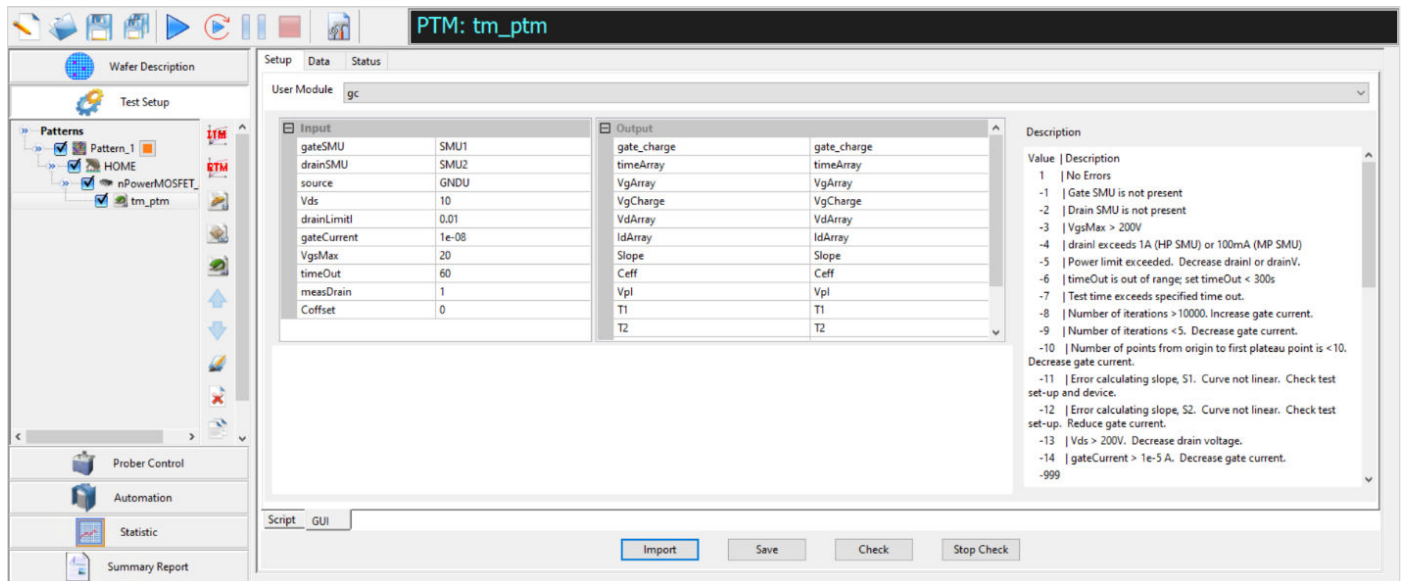 PTM: tm_ptm
Wafer Description
Test Setup
Patterns
Pattern_1
HOME
nPowerMOSFET_
tm_ptm
ITM
RTM
Prober Control
Automation
Statistic
Summary Report
Setup Data Status
User Module gc
Input
gateSMU SMU1
drainSMU SMU2
source GNDU
Vds 10
drainLimitI 0.01
gateCurrent 1e-08
VgsMax 20
timeOut 60
measDrain 1
Coffset 0
Output
gate_charge gate_charge
timeArray timeArray
VgArray VgArray
VgCharge VgCharge
VdArray VdArray
IdArray IdArray
Slope Slope
Ceff Ceff
Vpl Vpl
T1 T1
T2 T2
Description
Value | Description
1 | No Errors
-1 | Gate SMU is not present
-2 | Drain SMU is not present
-3 | VgsMax > 200V
-4 | drainI exceeds 1A (HP SMU) or 100mA (MP SMU)
-5 | Power limit exceeded. Decrease drainI or drainV.
-6 | timeOut is out of range; set timeOut < 300s
-7 | Test time exceeds specified time out.
-8 | Number of iterations >10000. Increase gate current.
-9 | Number of iterations <5. Decrease gate current.
-10 | Number of points from origin to first plateau point is <10.
Decrease gate current.
-11 | Error calculating slope, S1. Curve not linear. Check test
set-up and device.
-12 | Error calculating slope, S2. Curve not linear. Check test
set-up. Reduce gate current.
-13 | Vds > 200V. Decrease drain voltage.
-14 | gateCurrent > 1e-5 A. Decrease gate current.
-999
Script GUI
Import Save Check Stop Check